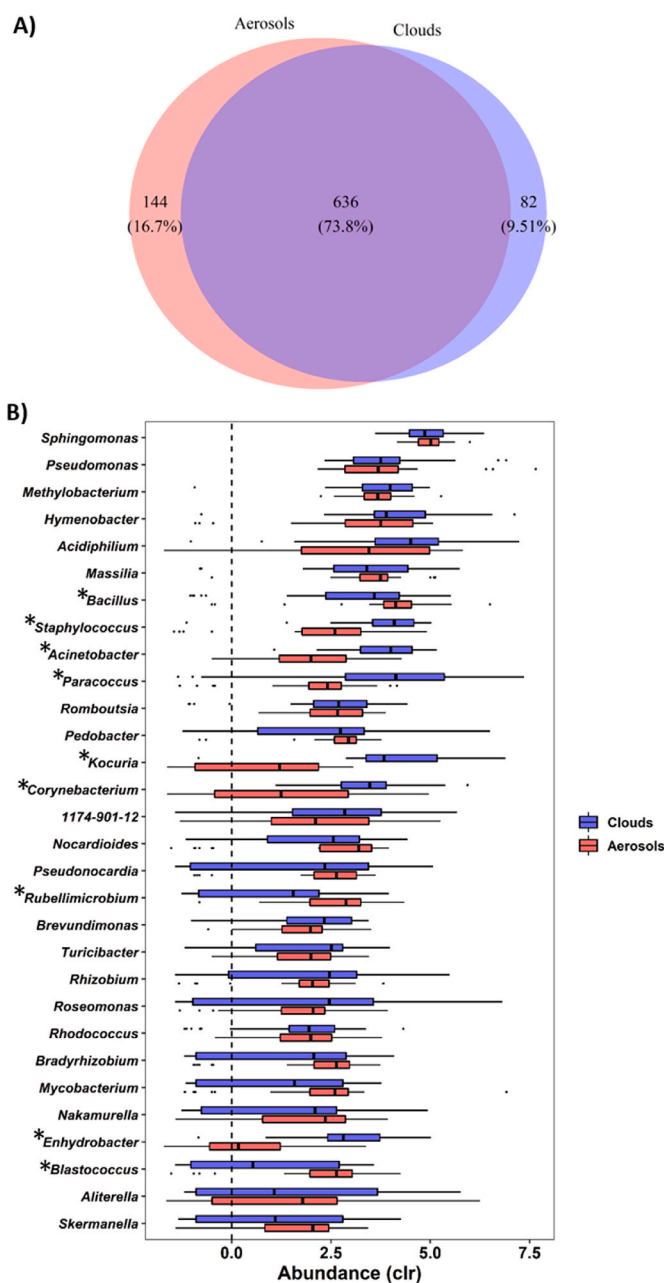 A)
Aerosols
Clouds
144
(16.7%)
636
(73.8%)
82
(9.51%)
B)
Sphingomonas
Pseudomonas
Methylobacterium
Hymenobacter
Acidiphilium
Massilia
*Bacillus
*Staphylococcus
*Acinetobacter
*Paracoccus
Romboutsia
Pedobacter
*Kocuria
*Corynebacterium
1174-901-12
Nocardioides
Pseudonocardia
*Rubellimicrobium
Brevundimonas
Turicibacter
Rhizobium
Roseomonas
Rhodococcus
Bradyrhizobium
Mycobacterium
Nakamurella
*Enhydrobacter
*Blastococcus
Aliterella
Skermanella
Clouds
Aerosols
0.0 2.5 5.0 7.5
Abundance (clr)